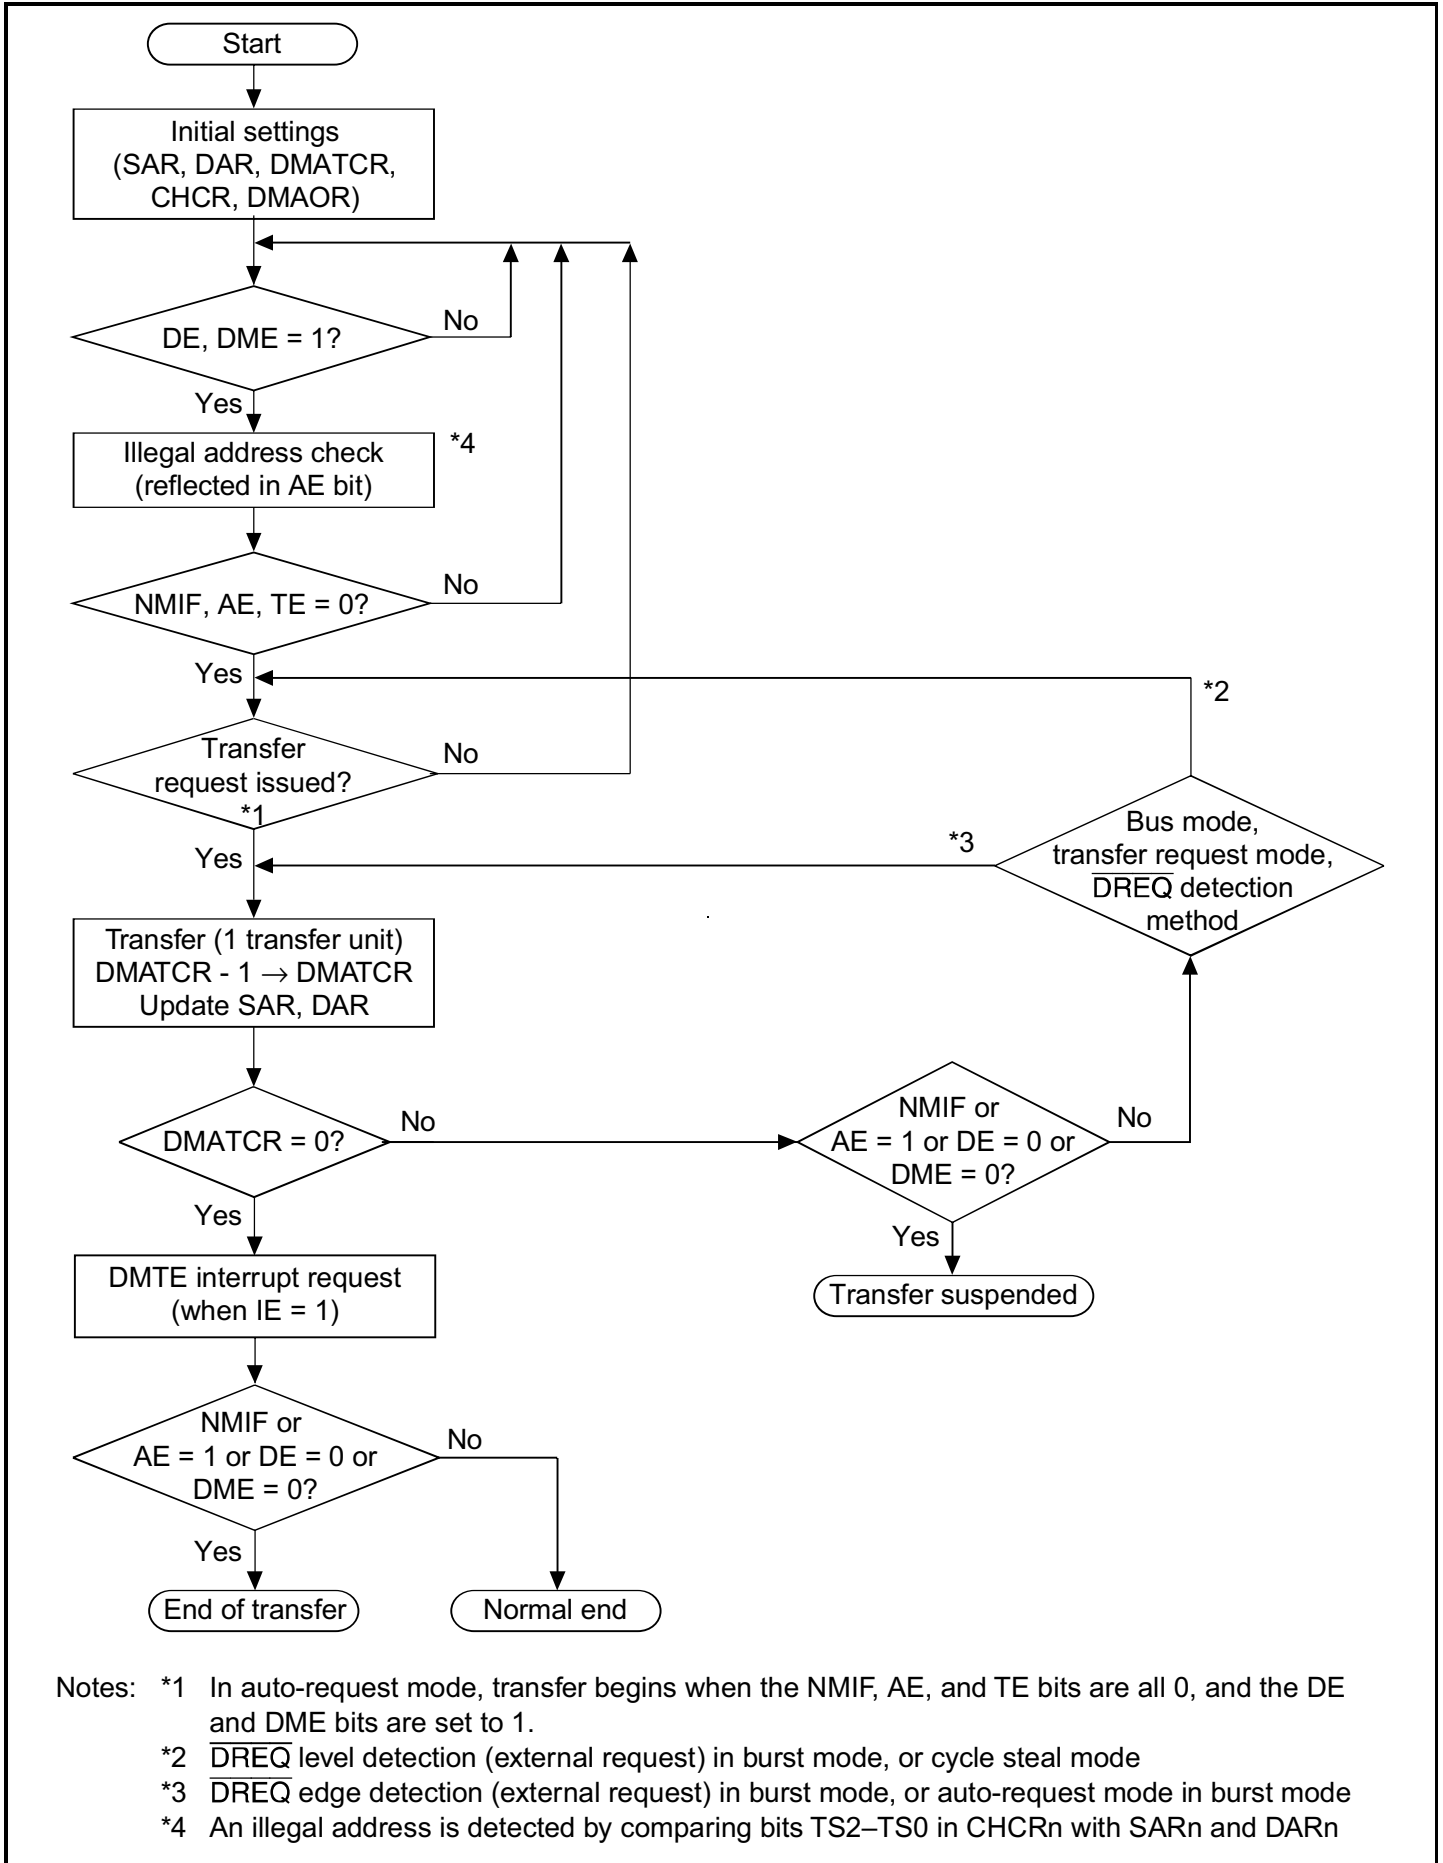 Start
Initial settings
(SAR, DAR, DMATCR,
CHCR, DMAOR)
DE, DME = 1?
No
Yes
Illegal address check
(reflected in AE bit)
*4
NMIF, AE, TE = 0?
No
Yes
*2
Transfer
request issued?
*1
No
Yes
*3
Bus mode,
transfer request mode,
DREQ detection
method
Transfer (1 transfer unit)
DMATCR - 1 → DMATCR
Update SAR, DAR
DMATCR = 0?
No
NMIF or
AE = 1 or DE = 0 or
DME = 0?
No
Yes
Transfer suspended
Yes
DMTE interrupt request
(when IE = 1)
NMIF or
AE = 1 or DE = 0 or
DME = 0?
No
Yes
End of transfer
Normal end
Notes: *1 In auto-request mode, transfer begins when the NMIF, AE, and TE bits are all 0, and the DE
and DME bits are set to 1.
*2 DREQ level detection (external request) in burst mode, or cycle steal mode
*3 DREQ edge detection (external request) in burst mode, or auto-request mode in burst mode
*4 An illegal address is detected by comparing bits TS2–TS0 in CHCRn with SARn and DARn